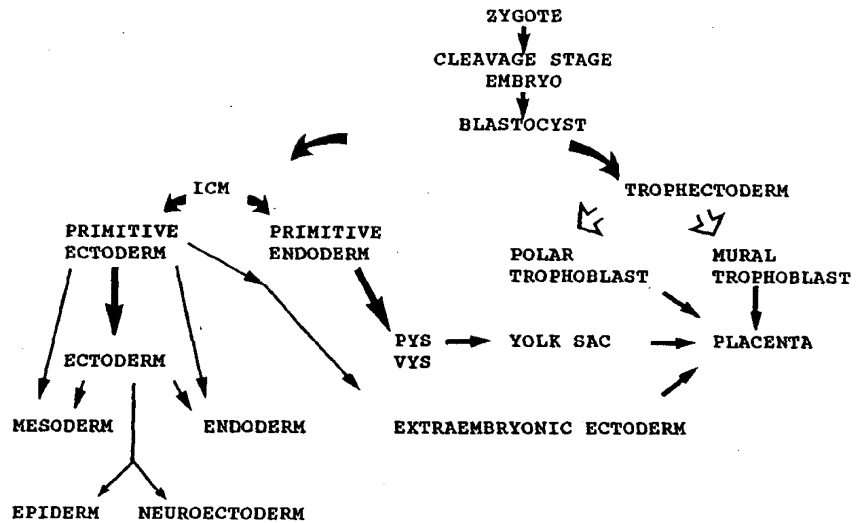 ZYGOTE
CLEAVAGE STAGE
EMBRYO
BLASTOCYST
ICM
TROPHECTODERM
PRIMITIVE
ECTODERM
PRIMITIVE
ENDODERM
POLAR
TROPHOBLAST
MURAL
TROPHOBLAST
ECTODERM
PYS
VYS
YOLK SAC
PLACENTA
MESODERM
ENDODERM
EXTRAEMBRYONIC ECTODERM
EPIDERM
NEUROECTODERM